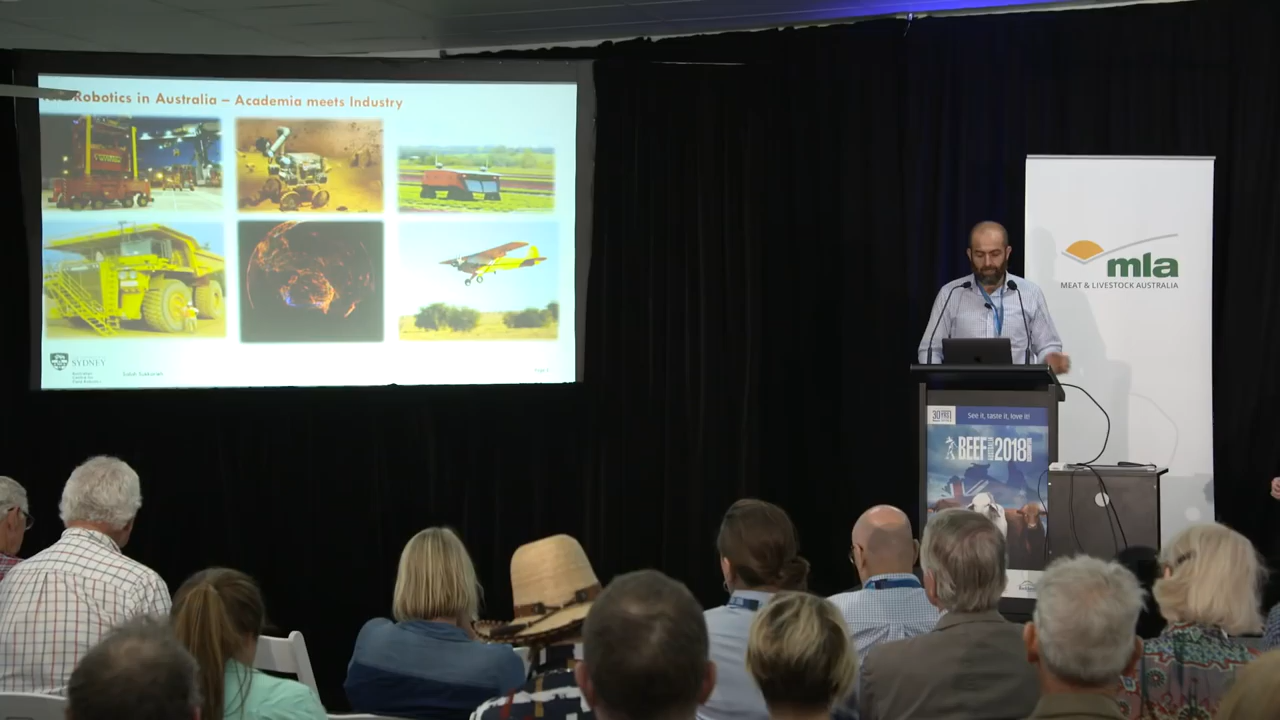 Robotics in Australia – Academia meets Industry
SYDNEY
mla
MEAT & LIVESTOCK AUSTRALIA
See it, taste it, love it!
BEEF
AUSTRALIA
2018